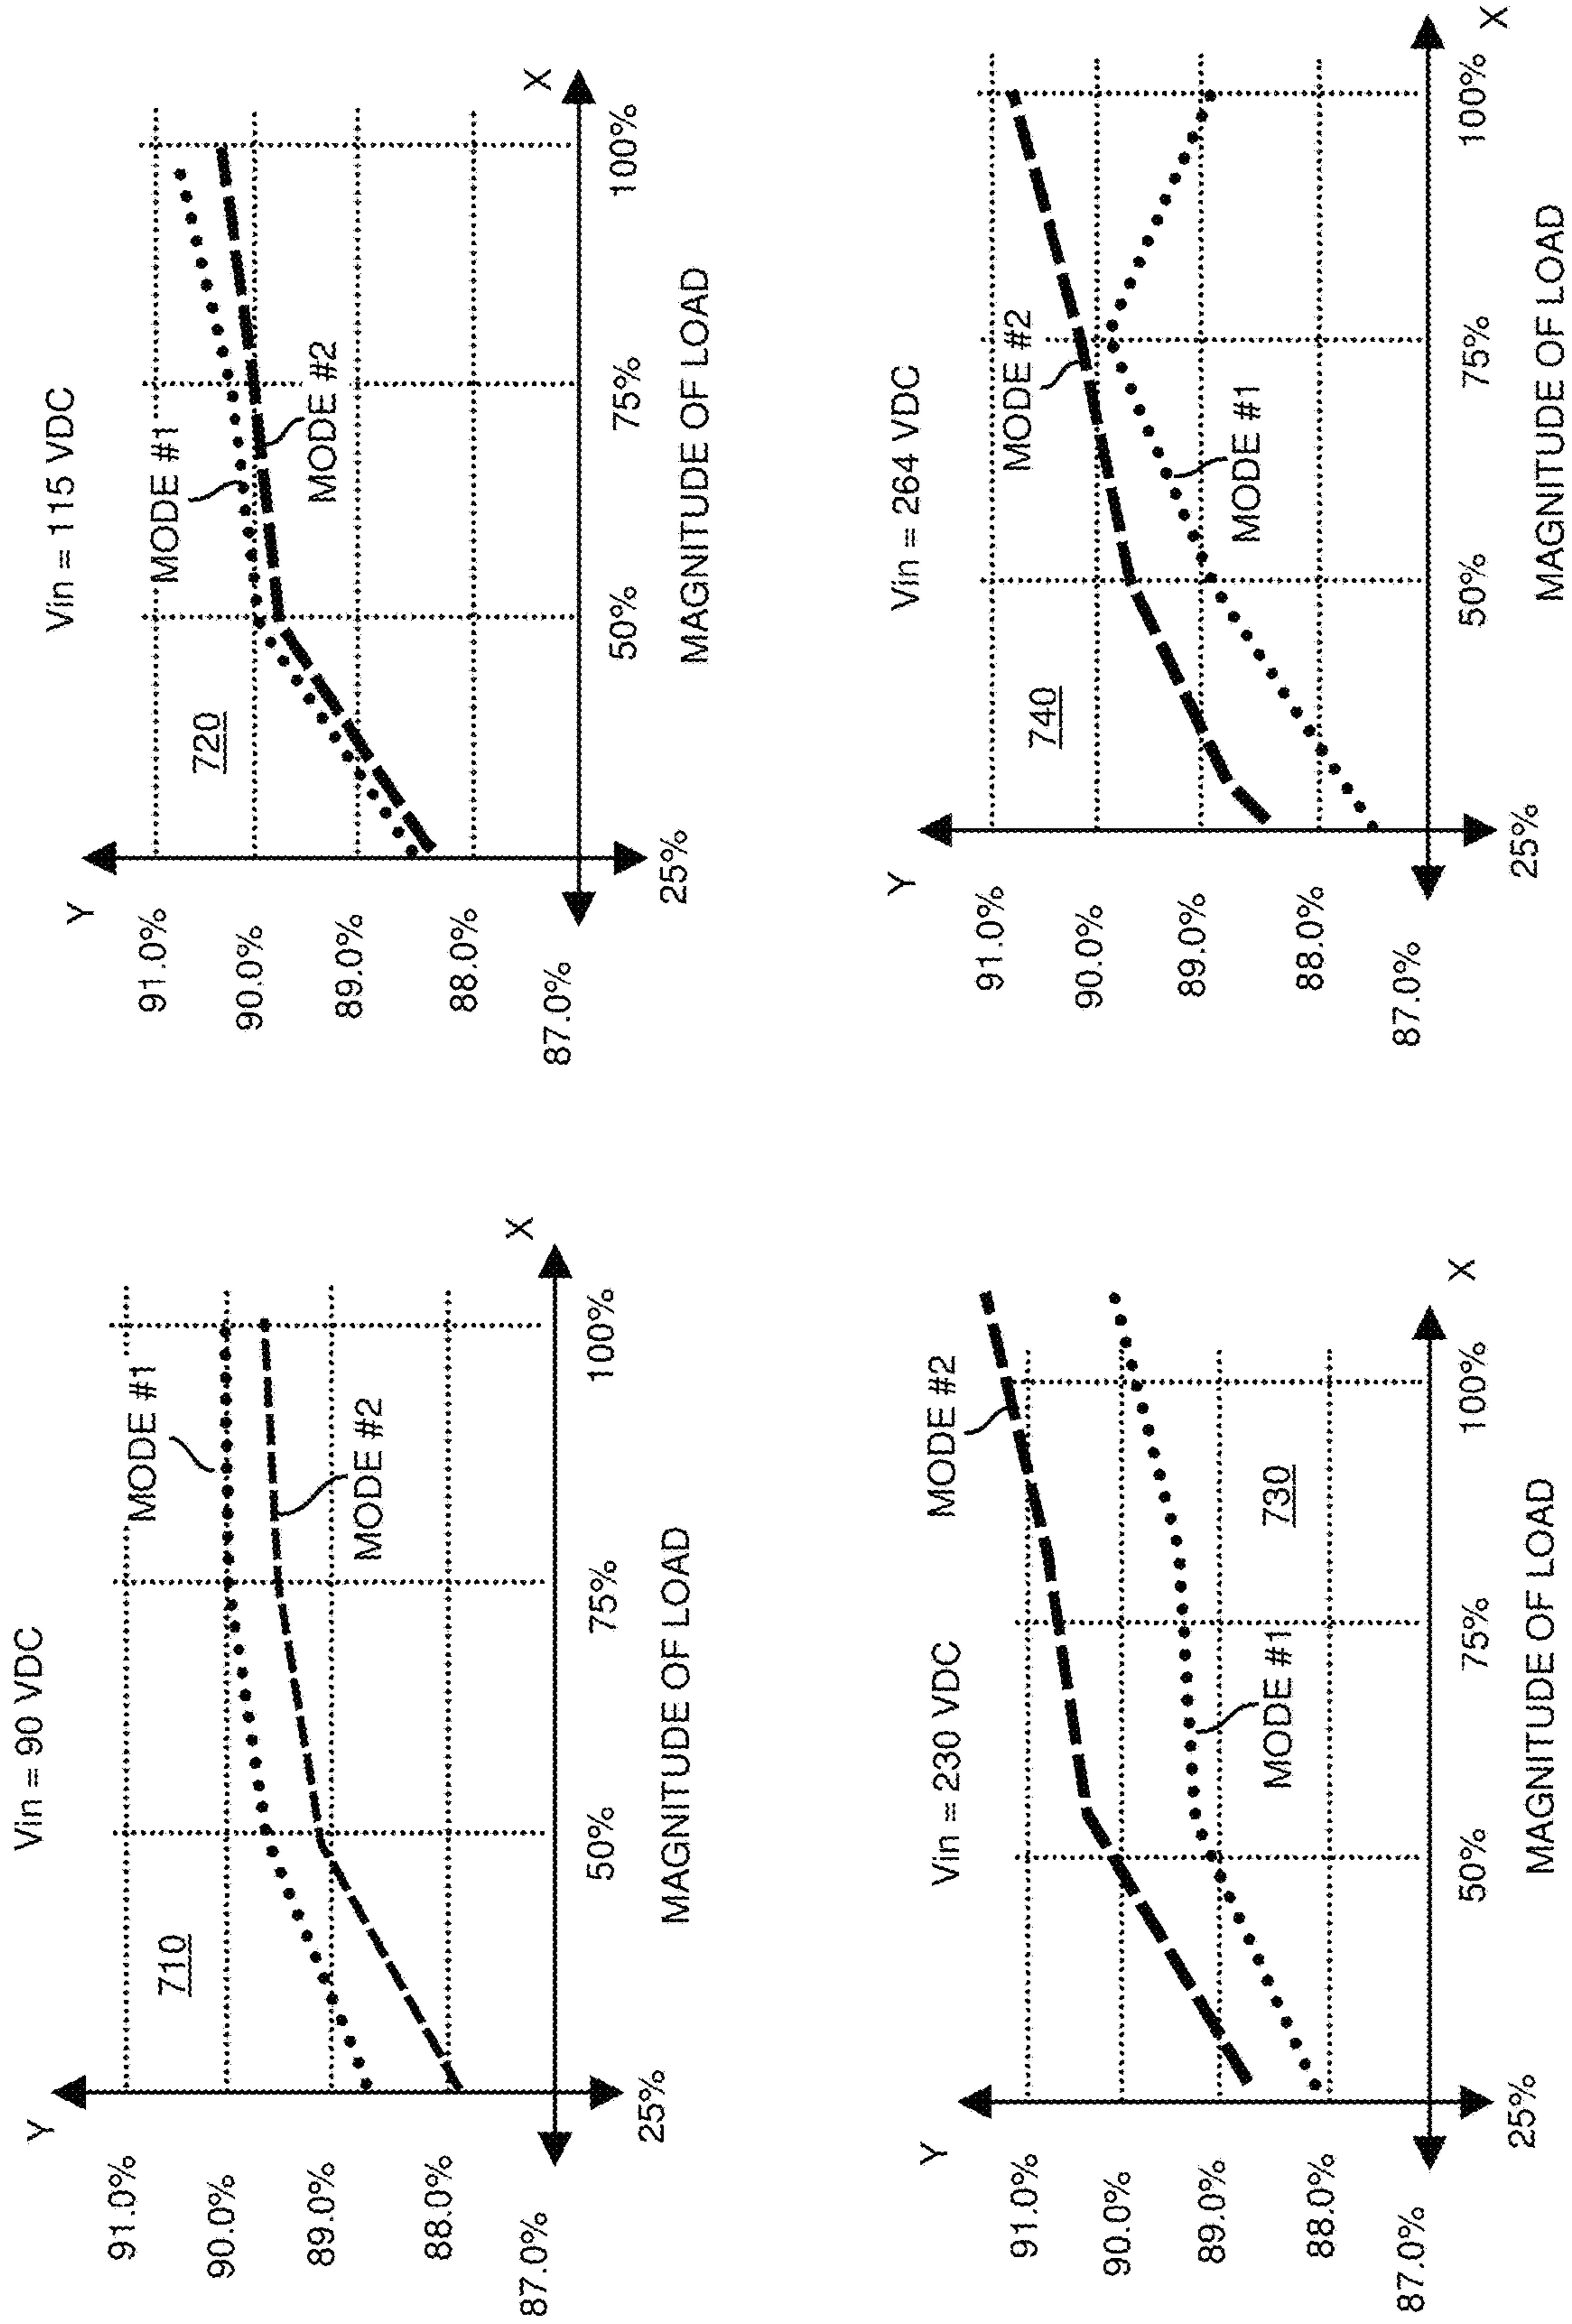 Vin = 90 VDC
Y
91.0%
90.0%
89.0%
88.0%
87.0%
710
MODE #1
MODE #2
X
25%
50%
75%
100%
MAGNITUDE OF LOAD
Vin = 115 VDC
Y
91.0%
90.0%
89.0%
88.0%
87.0%
720
MODE #1
MODE #2
X
25%
50%
75%
100%
MAGNITUDE OF LOAD
Vin = 230 VDC
Y
91.0%
90.0%
89.0%
88.0%
87.0%
MODE #2
730
MODE #1
X
25%
50%
75%
100%
MAGNITUDE OF LOAD
Vin = 264 VDC
Y
91.0%
90.0%
89.0%
88.0%
87.0%
740
MODE #2
MODE #1
X
25%
50%
75%
100%
MAGNITUDE OF LOAD